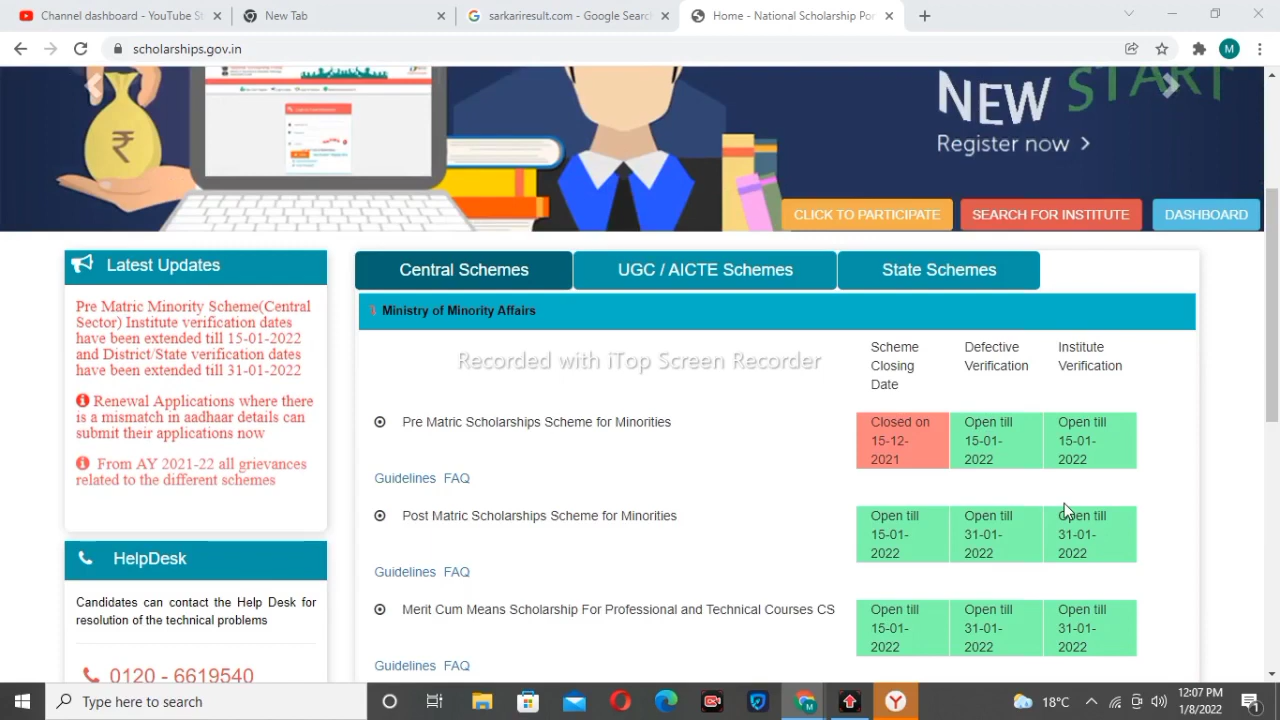 Channel dashboard - YouTube St
New Tab
sarkariresult.com - Google Search
Home - National Scholarship Por
scholarships.gov.in
M
NEW START
Register now >
CLICK TO PARTICIPATE
SEARCH FOR INSTITUTE
DASHBOARD
Latest Updates
Pre Matric Minority Scheme(Central
Sector) Institute verification dates
have been extended till 15-01-2022
and District/State verification dates
have been extended till 31-01-2022
Renewal Applications where there
is a mismatch in aadhaar details can
submit their applications now
From AY 2021-22 all grievances
related to the different schemes
HelpDesk
Candidates can contact the Help Desk for
resolution of the technical problems
0120 - 6619540
Central Schemes
UGC / AICTE Schemes
State Schemes
Ministry of Minority Affairs
Recorded with iTop Screen Recorder
Scheme
Closing
Date
Defective
Verification
Institute
Verification
Pre Matric Scholarships Scheme for Minorities
Closed on
15-12-
2021
Open till
15-01-
2022
Open till
15-01-
2022
Guidelines FAQ
Post Matric Scholarships Scheme for Minorities
Open till
15-01-
2022
Open till
31-01-
2022
Open till
31-01-
2022
Guidelines FAQ
Merit Cum Means Scholarship For Professional and Technical Courses CS
Open till
15-01-
2022
Open till
31-01-
2022
Open till
31-01-
2022
Guidelines FAQ
Type here to search
18°C
12:07 PM
1/8/2022